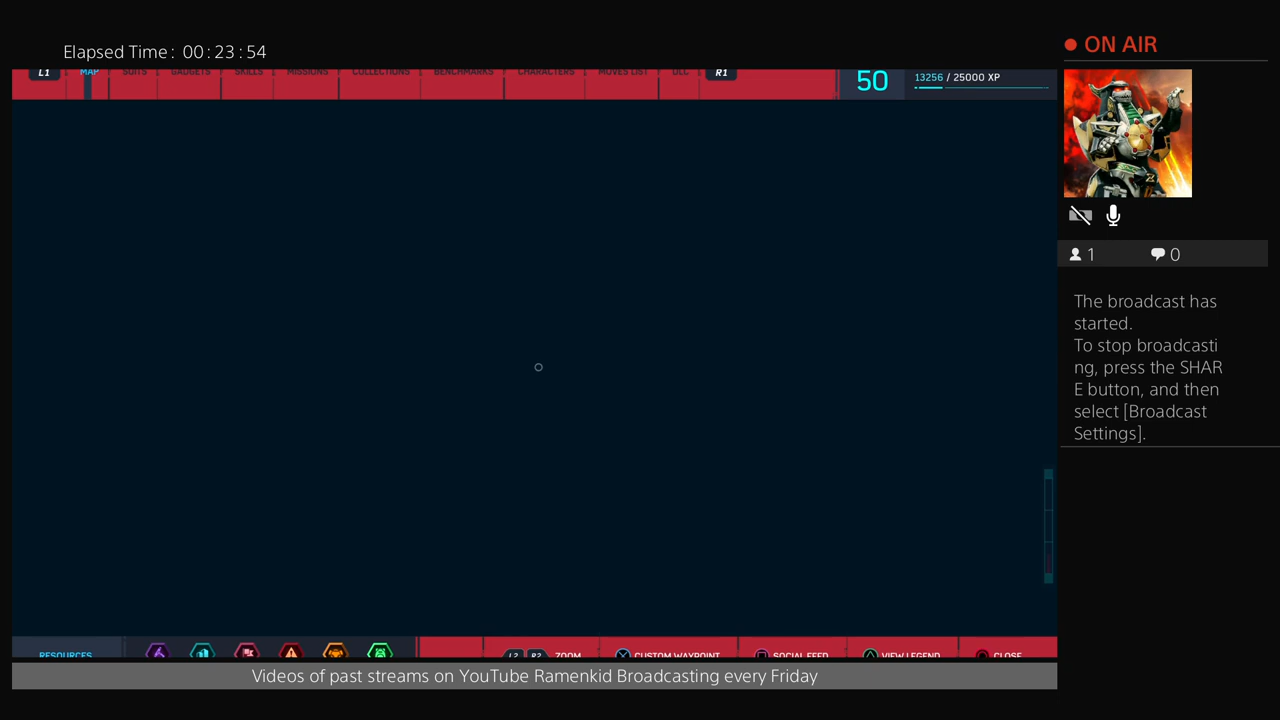 Elapsed Time: 00:23:54
ON AIR
L1 MAP SUITS GADGETS SKILLS MISSIONS COLLECTIONS BENCHMARKS CHARACTERS MOVES LIST DLC R1
50 13256 / 25000 XP
1 0
The broadcast has
started.
To stop broadcasti
ng, press the SHAR
E button, and then
select [Broadcast
Settings].
RESOURCES L2 R2 ZOOM CUSTOM WAYPOINT SOCIAL FEED VIEW LEGEND CLOSE
Videos of past streams on YouTube Ramenkid Broadcasting every Friday